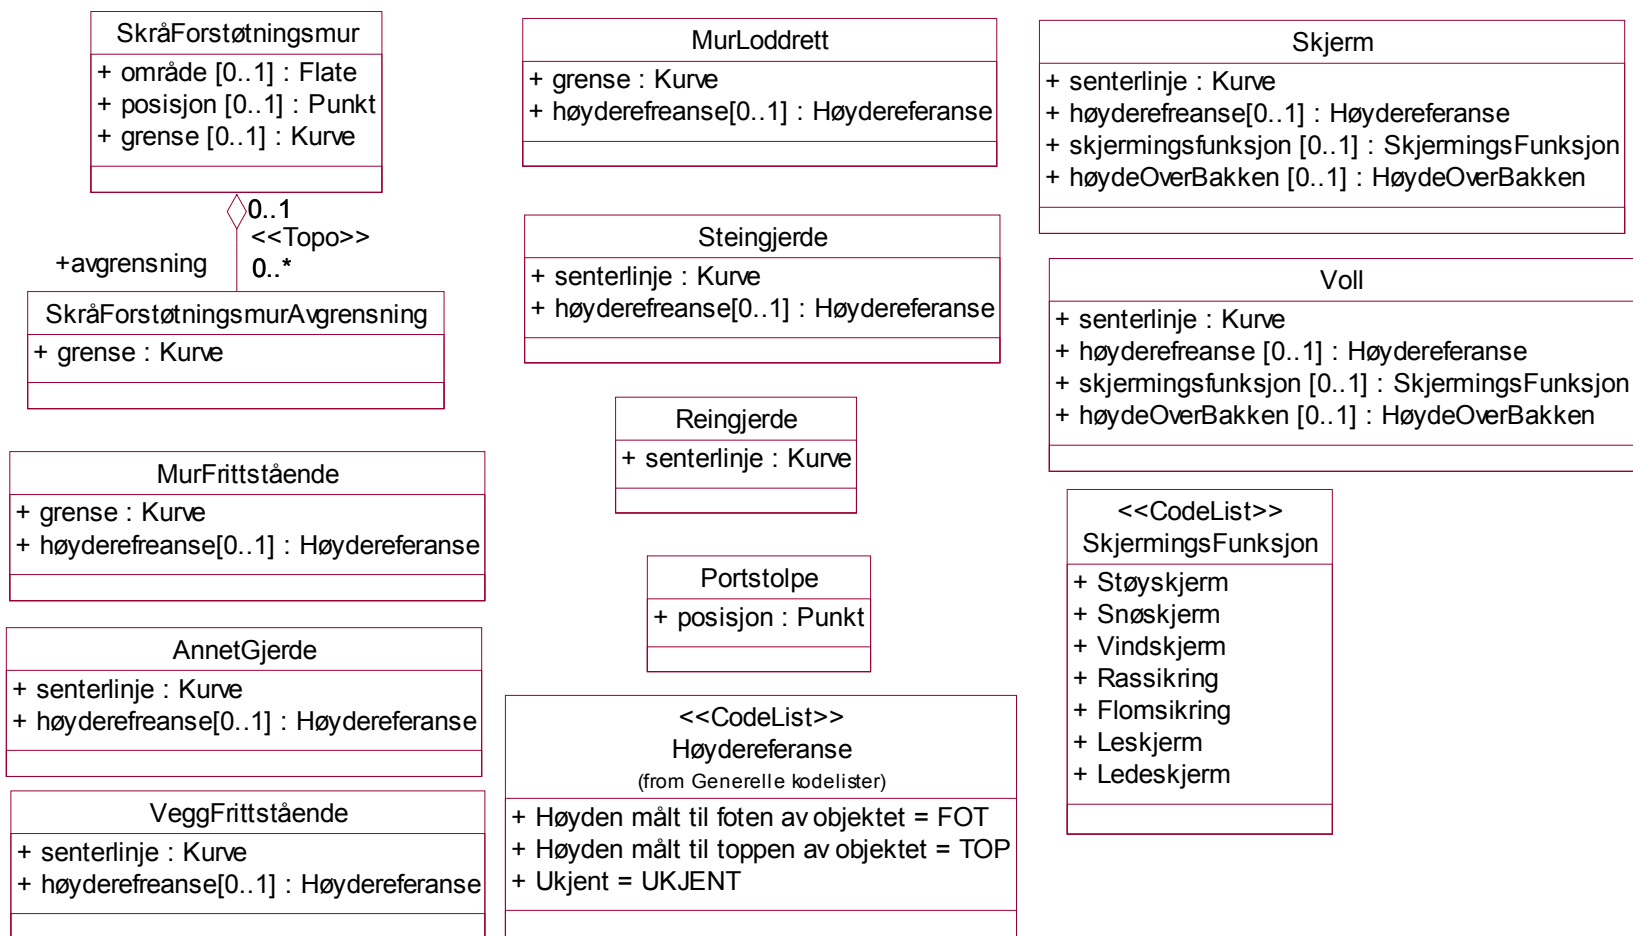 SkråForstøtningsmur
+ område [0..1] : Flate
+ posisjon [0..1] : Punkt
+ grense [0..1] : Kurve
0..1
<<Topo>>
+avgrensning
0..*
SkråForstøtningsmurAvgrensning
+ grense : Kurve
MurFrittstående
+ grense : Kurve
+ høyderefreanse[0..1] : Høydereferanse
AnnetGjerde
+ senterlinje : Kurve
+ høyderefreanse[0..1] : Høydereferanse
VeggFrittstående
+ senterlinje : Kurve
+ høyderefreanse[0..1] : Høydereferanse
MurLoddrett
+ grense : Kurve
+ høyderefreanse[0..1] : Høydereferanse
Steingjerde
+ senterlinje : Kurve
+ høyderefreanse[0..1] : Høydereferanse
Reingjerde
+ senterlinje : Kurve
Portstolpe
+ posisjon : Punkt
<<CodeList>>
Høydereferanse
(from Generelle kodelister)
+ Høyden målt til foten av objektet = FOT
+ Høyden målt til toppen av objektet = TOP
+ Ukjent = UKJENT
Skjerm
+ senterlinje : Kurve
+ høyderefreanse[0..1] : Høydereferanse
+ skjermingsfunksjon [0..1] : SkjermingsFunksjon
+ høydeOverBakken [0..1] : HøydeOverBakken
Voll
+ senterlinje : Kurve
+ høyderefreanse [0..1] : Høydereferanse
+ skjermingsfunksjon [0..1] : SkjermingsFunksjon
+ høydeOverBakken [0..1] : HøydeOverBakken
<<CodeList>>
SkjermingsFunksjon
+ Støyskjerm
+ Snøskjerm
+ Vindskjerm
+ Rassikring
+ Flomsikring
+ Leskjerm
+ Ledeskjerm